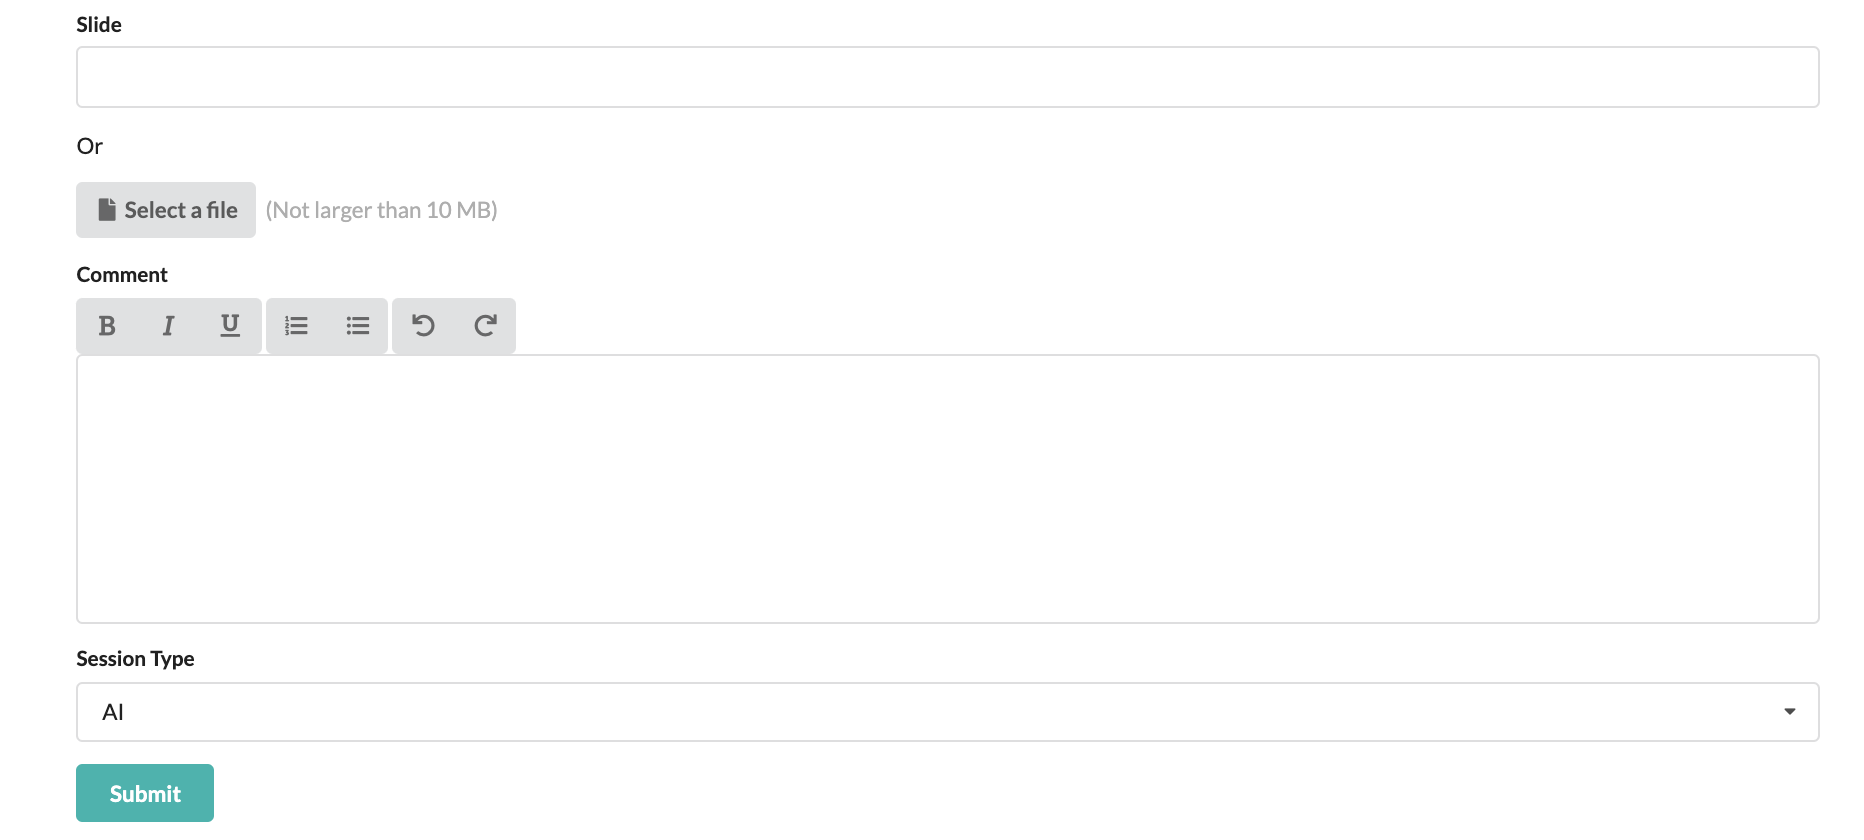 Slide
Or
Select a file (Not larger than 10 MB)
Comment
B I U
Session Type
AI
Submit